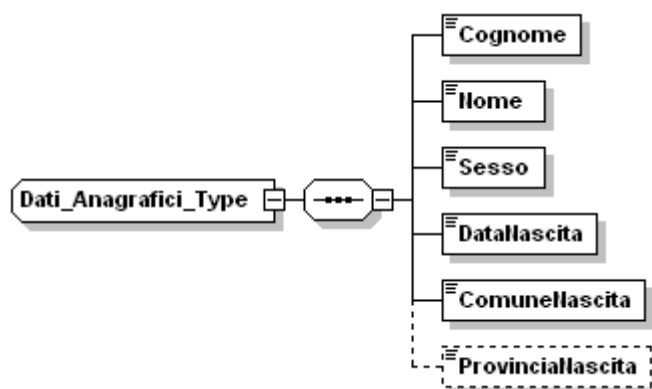 Cognome
Nome
Sesso
Dati_Anagrafici_Type
DataNascita
ComuneNascita
ProvinciaNascita